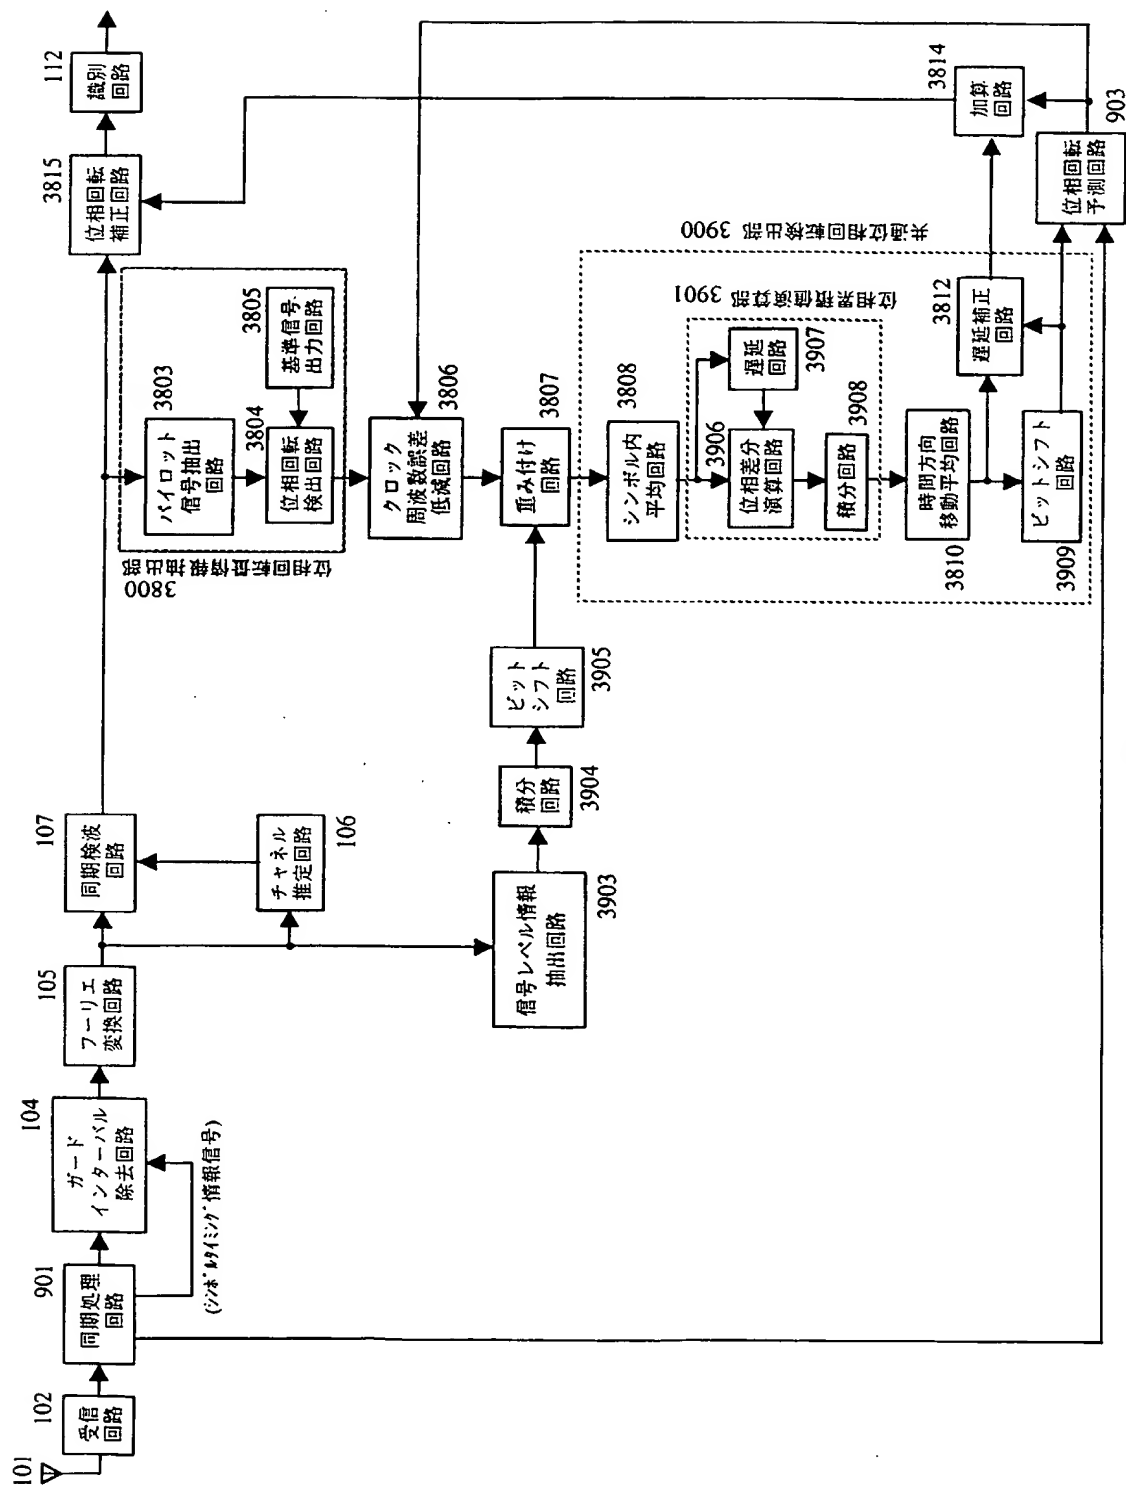 101
102
受信
回路
901
同期処理
回路
(シンボルタイミング情報信号)
104
ガード
インターバル
除去回路
105
フーリエ
変換回路
107
同期検波
回路
106
チャネル
推定回路
3815
位相回転
補正回路
112
識別
回路
3800
位相回転量情報抽出部
3803
パイロット
信号抽出
回路
3804
位相回転
検出回路
3805
基準信号
出力回路
3806
クロック
周波数誤差
低減回路
3903
信号レベル情報
抽出回路
3904
積分
回路
3905
ビット
シフト
回路
3807
重み付け
回路
共通位相回転検出部 3900
3808
シンボル内
平均回路
位相累積値演算部 3901
3906
位相差分
演算回路
3907
遅延
回路
3908
積分回路
3810
時間方向
移動平均回路
3909
ビットシフト
回路
3812
遅延補正
回路
3814
加算
回路
903
位相回転
予測回路